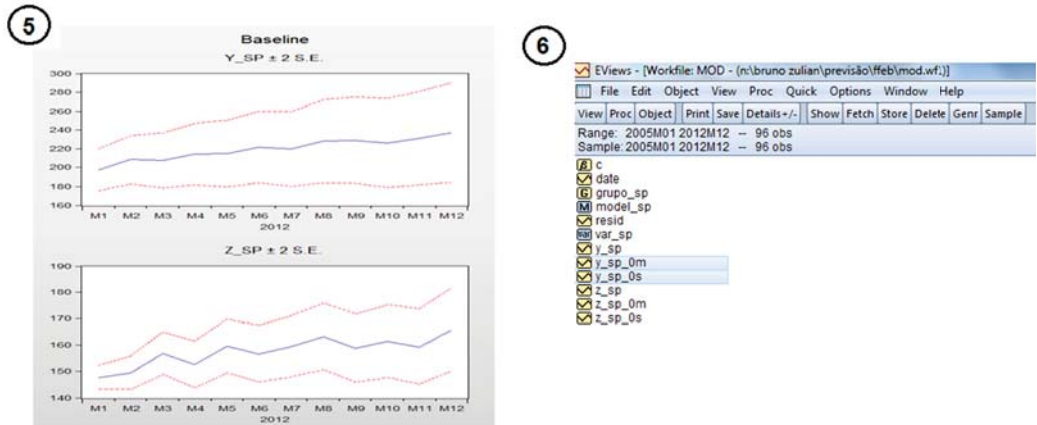 5
Baseline
Y_SP ± 2 S.E.
300
280
260
240
220
200
180
160
M1 M2 M3 M4 M5 M6 M7 M8 M9 M10 M11 M12
2012
Z_SP ± 2 S.E.
190
180
170
160
150
140
M1 M2 M3 M4 M5 M6 M7 M8 M9 M10 M11 M12
2012
6
EViews - [Workfile: MOD - (n:\bruno zulian\previsão\ffeb\mod.wf:)]
File Edit Object View Proc Quick Options Window Help
View Proc Object Print Save Details+/- Show Fetch Store Delete Genr Sample
Range: 2005M01 2012M12 -- 96 obs
Sample: 2005M01 2012M12 -- 96 obs
β c
date
G grupo_sp
M model_sp
resid
var var_sp
y_sp
y_sp_0m
y_sp_0s
z_sp
z_sp_0m
z_sp_0s